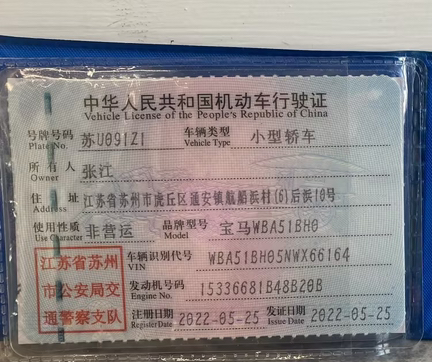 中华人民共和国机动车行驶证
Vehicle License of the People's Republic of China
号牌号码 苏U091Z1 车辆类型 小型轿车
Plate No. Vehicle Type
所有人 张江
Owner
住址 江苏省苏州市虎丘区通安镇航船浜村(6)后浜10号
Address
使用性质 非营运 品牌型号 宝马WBA51BH0
Use Character Model
江苏省苏州 车辆识别代号 WBA51BH05NWX66164
VIN
市公安局交 发动机号码 15336681B48B20B
Engine No.
通警察支队 注册日期 2022-05-25 发证日期 2022-05-25
Register Date Issue Date